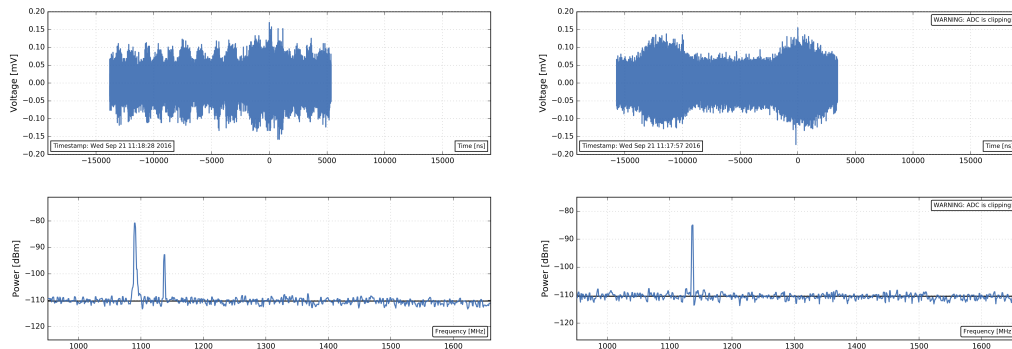 0.20
0.15
0.10
0.05
0.00
−0.05
−0.10
−0.15
−0.20
Voltage [mV]
Timestamp: Wed Sep 21 11:18:28 2016
Time [ns]
−15000 −10000 −5000 0 5000 10000 15000
WARNING: ADC is clipping
0.20
0.15
0.10
0.05
0.00
−0.05
−0.10
−0.15
−0.20
Voltage [mV]
Timestamp: Wed Sep 21 11:17:57 2016
Time [ns]
−15000 −10000 −5000 0 5000 10000 15000
−80
−90
−100
−110
−120
Power [dBm]
Frequency [MHz]
1000 1100 1200 1300 1400 1500 1600
WARNING: ADC is clipping
−80
−90
−100
−110
−120
Power [dBm]
Frequency [MHz]
1000 1100 1200 1300 1400 1500 1600